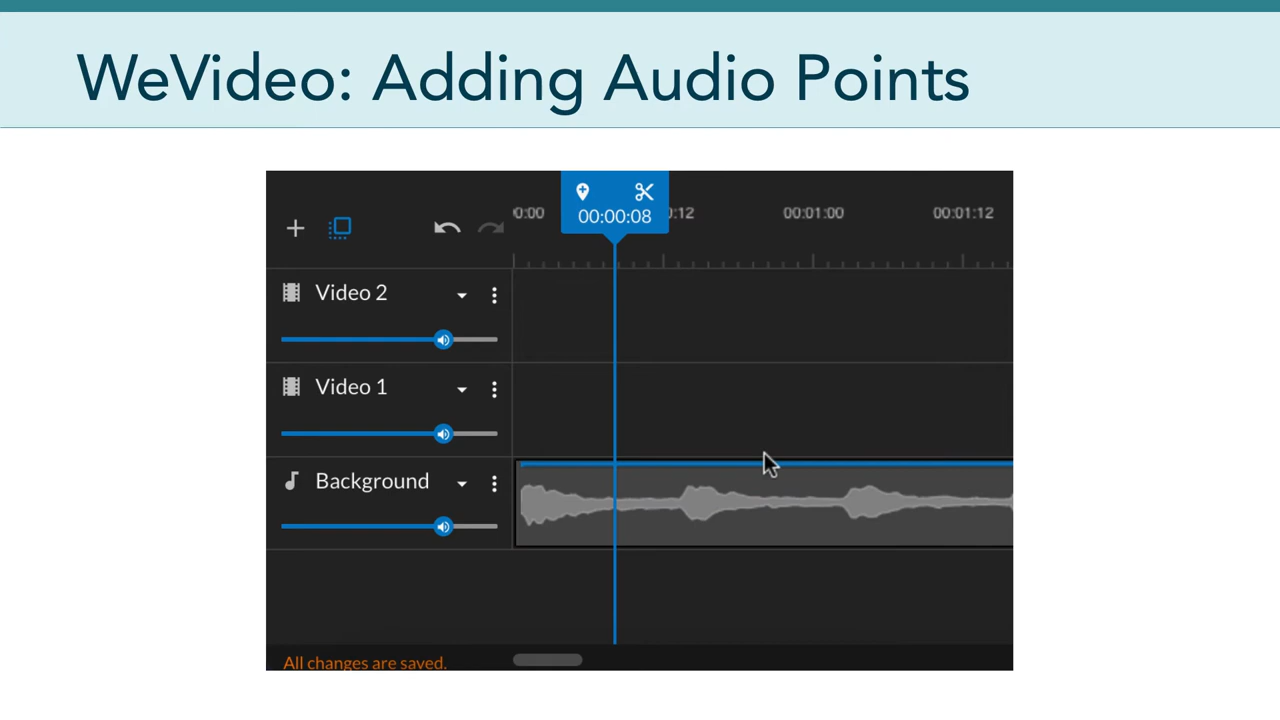 WeVideo: Adding Audio Points
0:00
00:00:08
0:12
00:01:00
00:01:12
Video 2
Video 1
Background
All changes are saved.